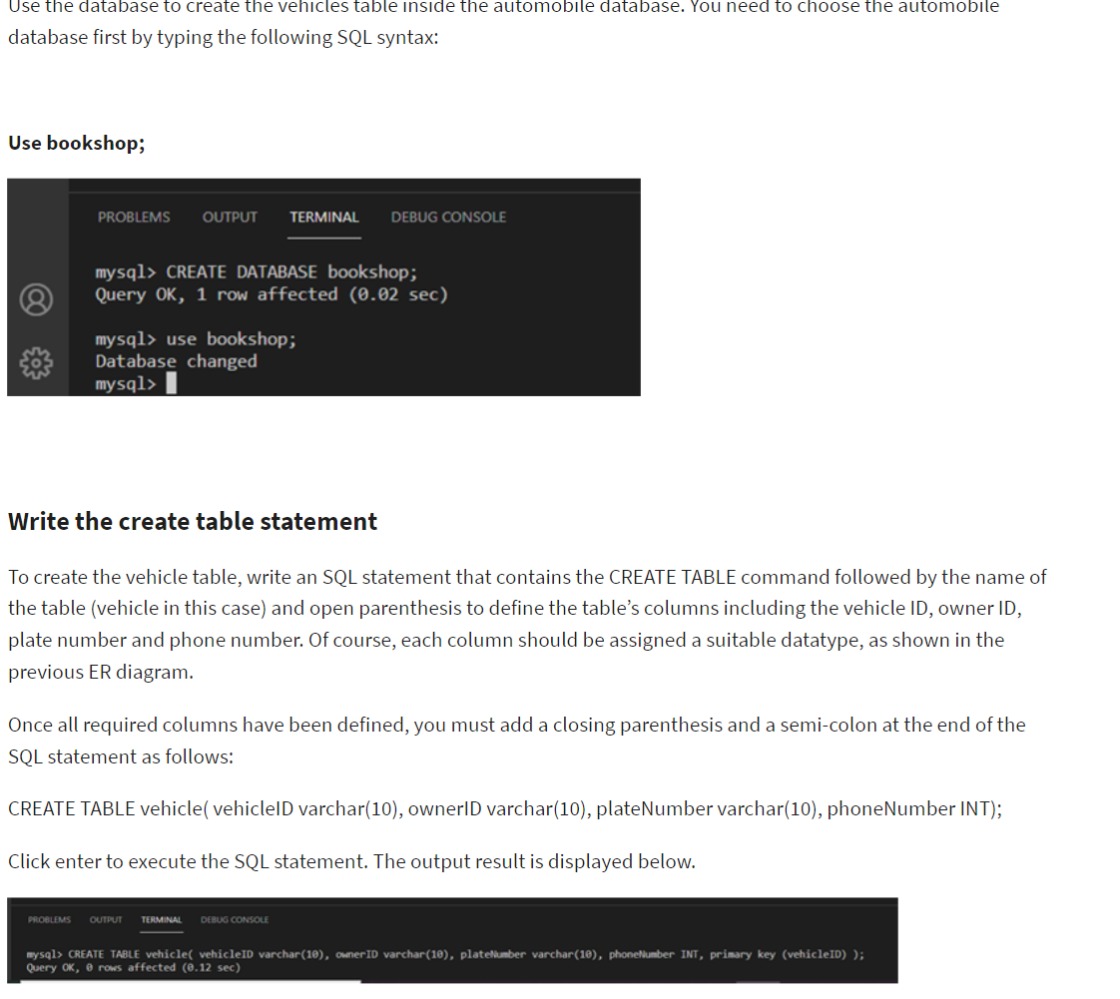 Use the database to create the vehicles table inside the automobile database. You need to choose the automobile
database first by typing the following SQL syntax:
Use bookshop;
PROBLEMS OUTPUT TERMINAL DEBUG CONSOLE
mysql> CREATE DATABASE bookshop;
Query OK, 1 row affected (0.02 sec)
mysql> use bookshop;
Database changed
mysql>
Write the create table statement
To create the vehicle table, write an SQL statement that contains the CREATE TABLE command followed by the name of
the table (vehicle in this case) and open parenthesis to define the table’s columns including the vehicle ID, owner ID,
plate number and phone number. Of course, each column should be assigned a suitable datatype, as shown in the
previous ER diagram.
Once all required columns have been defined, you must add a closing parenthesis and a semi-colon at the end of the
SQL statement as follows:
CREATE TABLE vehicle( vehicleID varchar(10), ownerID varchar(10), plateNumber varchar(10), phoneNumber INT);
Click enter to execute the SQL statement. The output result is displayed below.
PROBLEMS OUTPUT TERMINAL DEBUG CONSOLE
mysql> CREATE TABLE vehicle( vehicleID varchar(10), ownerID varchar(10), plateNumber varchar(10), phoneNumber INT, primary key (vehicleID) );
Query OK, 0 rows affected (0.12 sec)